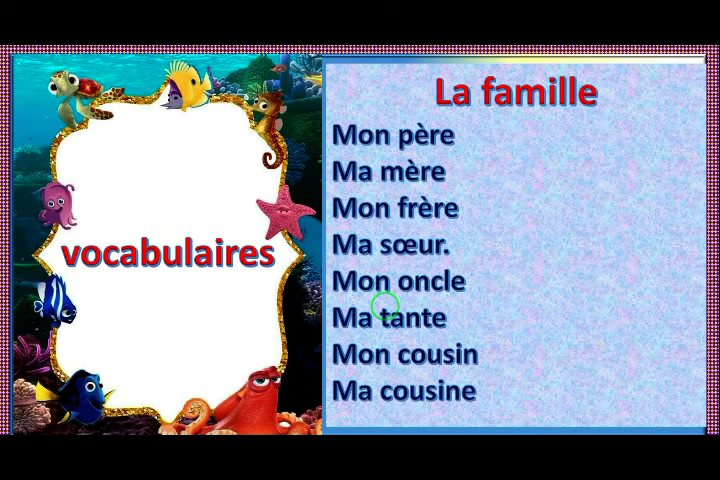 vocabulaires
La famille
Mon père
Ma mère
Mon frère
Ma sœur.
Mon oncle
Ma tante
Mon cousin
Ma cousine